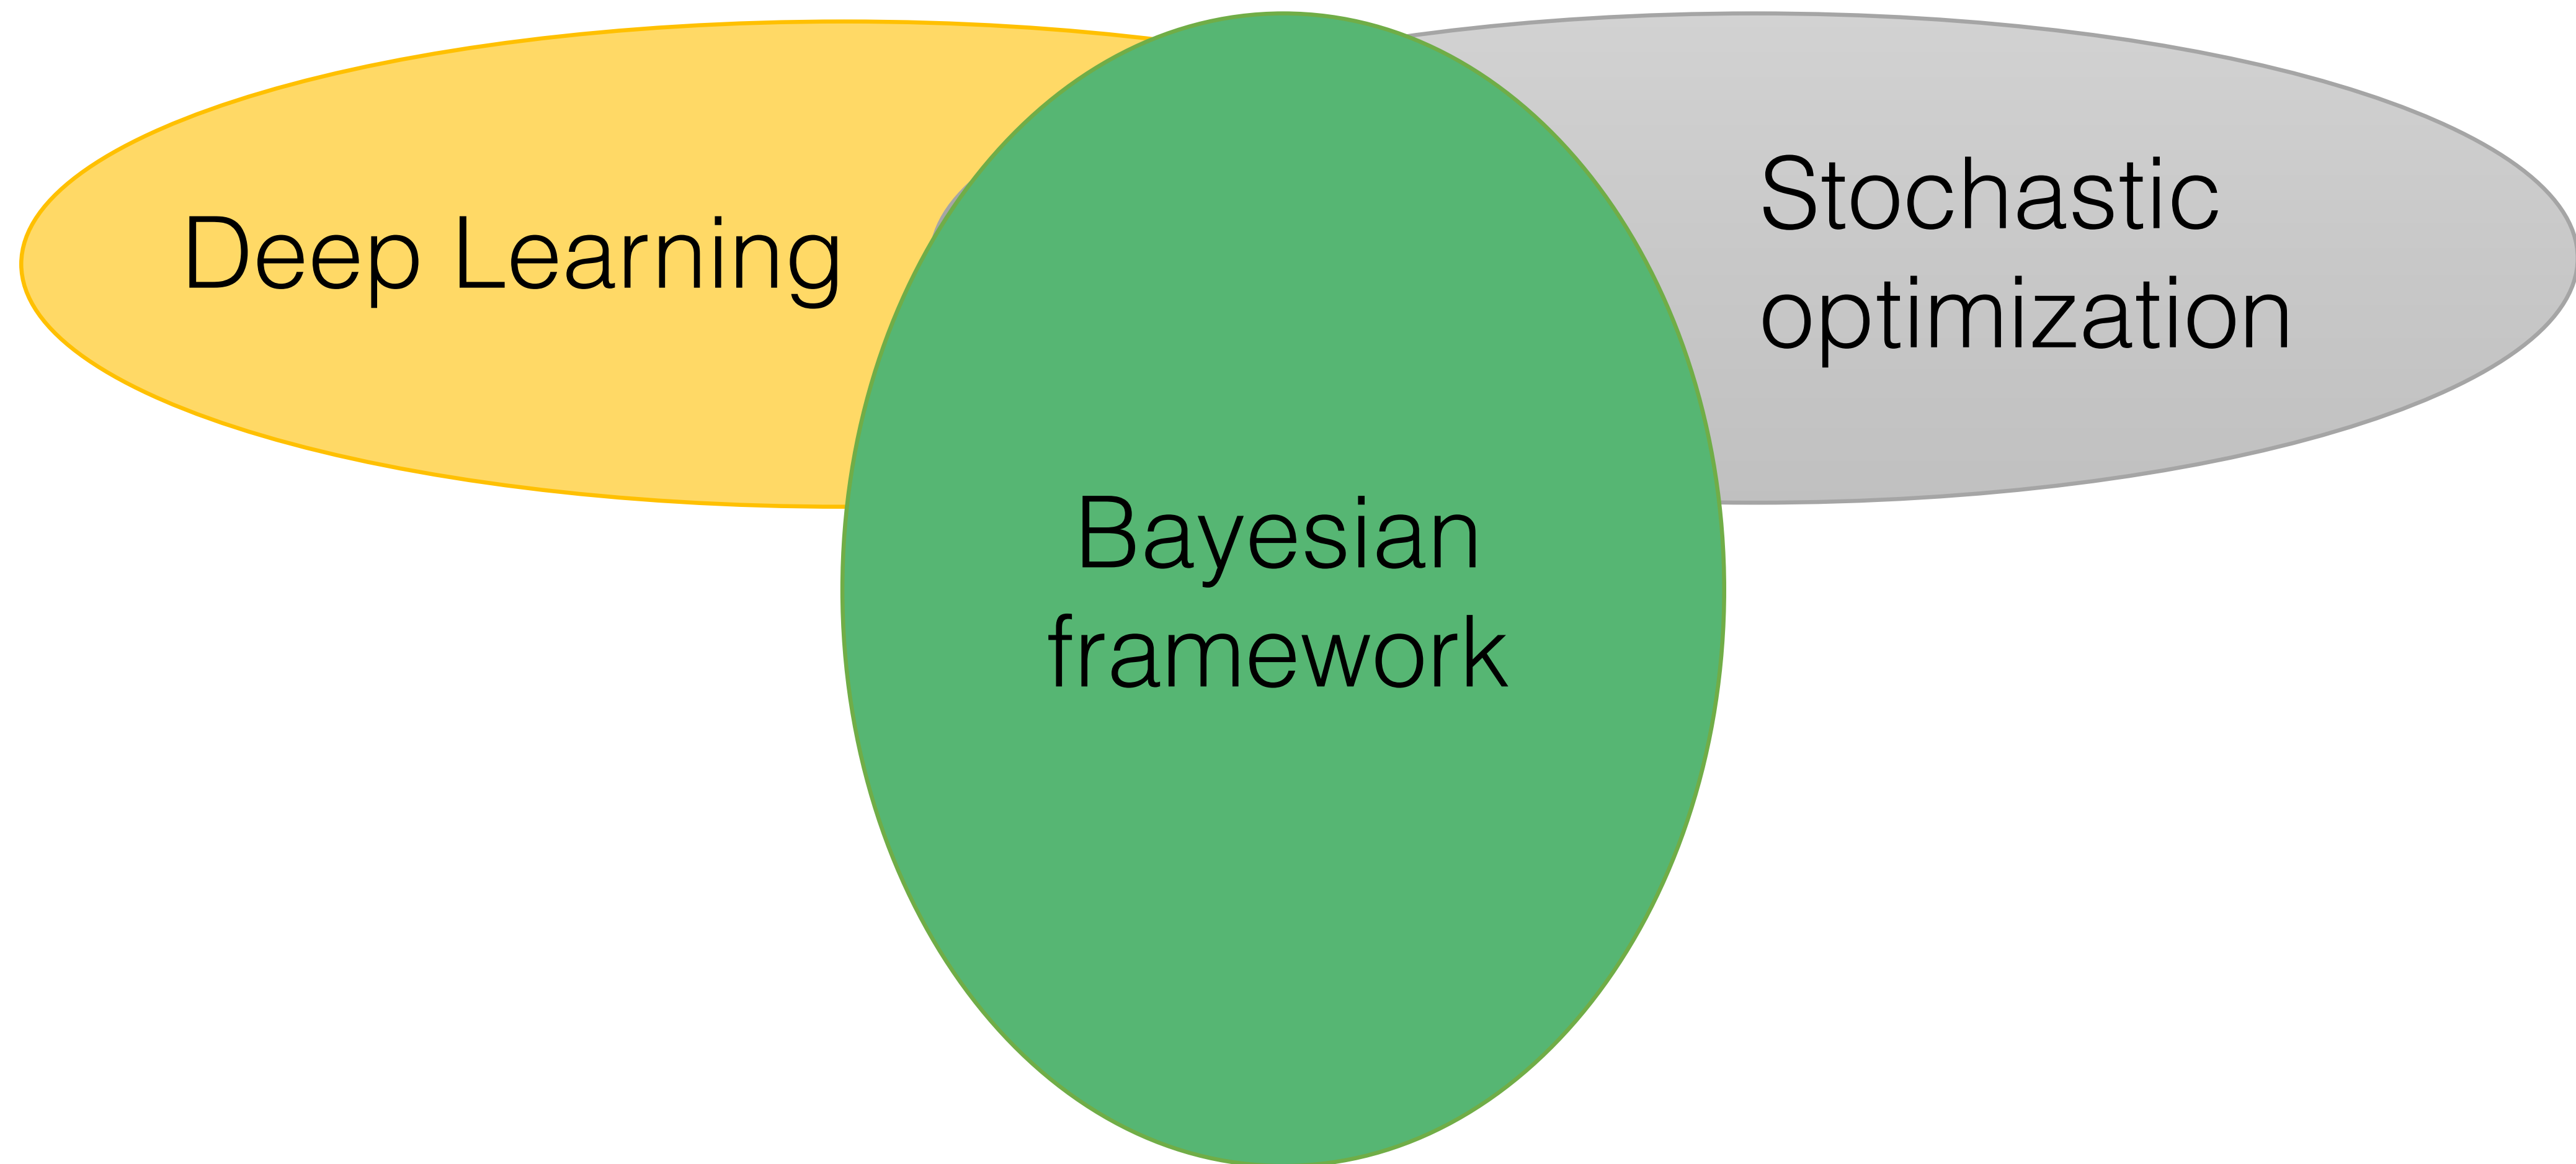 Deep Learning
Stochastic
optimization
Bayesian
framework